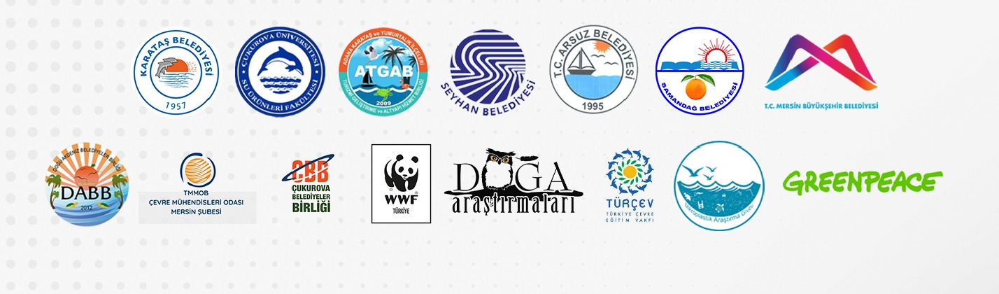 KARATAŞ BELEDİYESİ
1957
ÇUKUROVA ÜNİVERSİTESİ
SU ÜRÜNLERİ FAKÜLTESİ
ADANA KARATAŞ ve YUMURTALIK İLÇELERİ
ATGAB
2009
TURİZMİ GELİŞTİRME ve ALTYAPI HİZMET BİRLİĞİ
SEYHAN BELEDİYESİ
T.C. ARSUZ BELEDİYESİ
1995
SAMANDAĞ BELEDİYESİ
T.C. MERSİN BÜYÜKŞEHİR BELEDİYESİ
DOĞU AKDENİZ BELEDİYELER BİRLİĞİ
DABB
2012
TMMOB
ÇEVRE MÜHENDİSLERİ ODASI
MERSİN ŞUBESİ
ÇBB
ÇUKUROVA
BELEDİYELER
BİRLİĞİ
WWF
TÜRKİYE
DOĞA
araştırmaları
TÜRÇEV
TÜRKİYE ÇEVRE
EĞİTİM VAKFI
Mikroplastik Araştırma Grubu
GREENPEACE